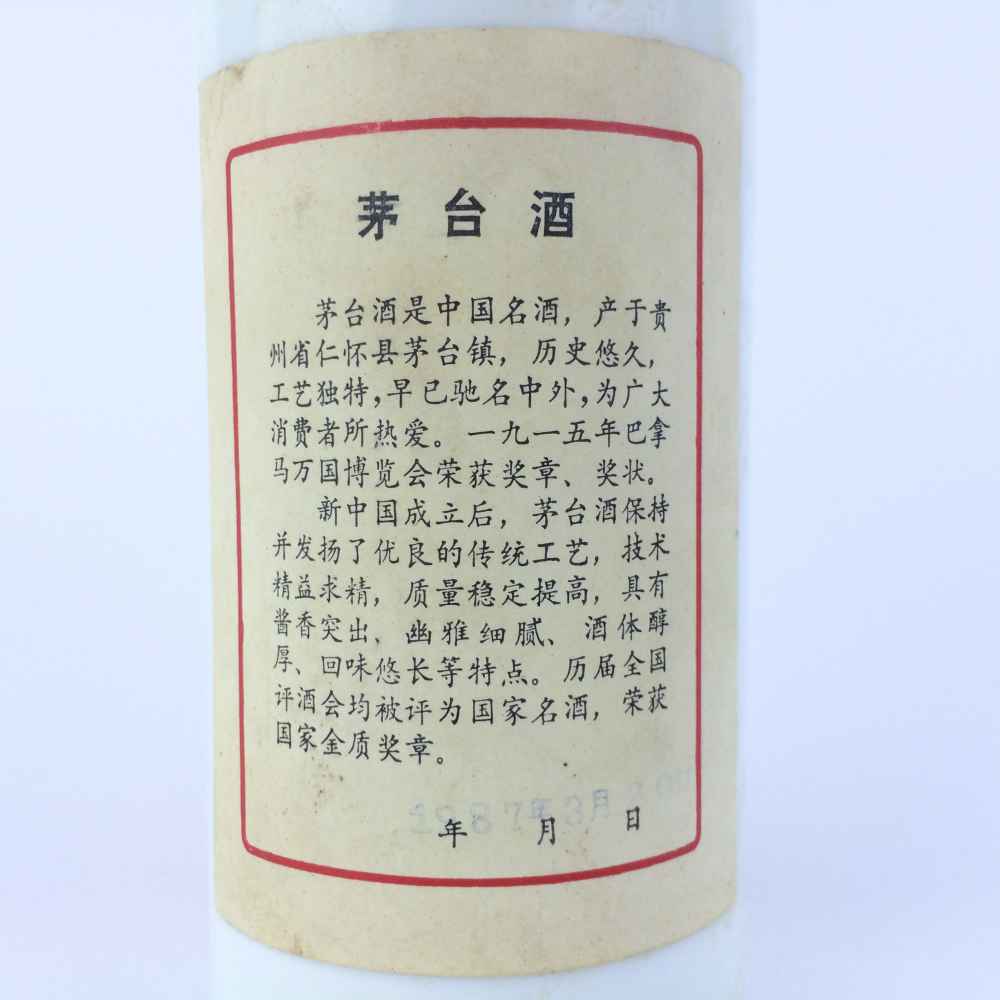 茅台酒
茅台酒是中国名酒，产于贵
州省仁怀县茅台镇，历史悠久，
工艺独特，早已驰名中外，为广大
消费者所热爱。一九一五年巴拿
马万国博览会荣获奖章、奖状。
新中国成立后，茅台酒保持
并发扬了优良的传统工艺，技术
精益求精，质量稳定提高，具有
酱香突出、幽雅细腻、酒体醇
厚、回味悠长等特点。历届全国
评酒会均被评为国家名酒，荣获
国家金质奖章。
1987年3月
年 月 日